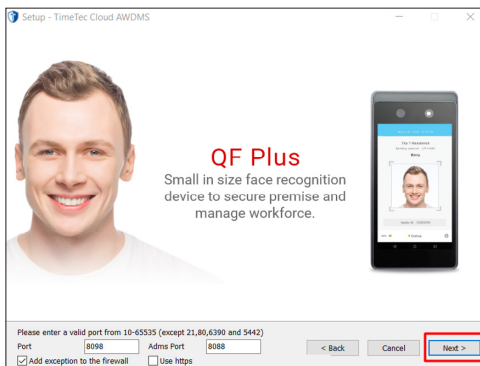 Setup - TimeTec Cloud AWDMS
QF Plus
Small in size face recognition
device to secure premise and
manage workforce.
Please enter a valid port from 10-65535 (except 21,80,6390 and 5442)
Port 8098 Adms Port 8088
< Back Cancel Next >
Add exception to the firewall Use https